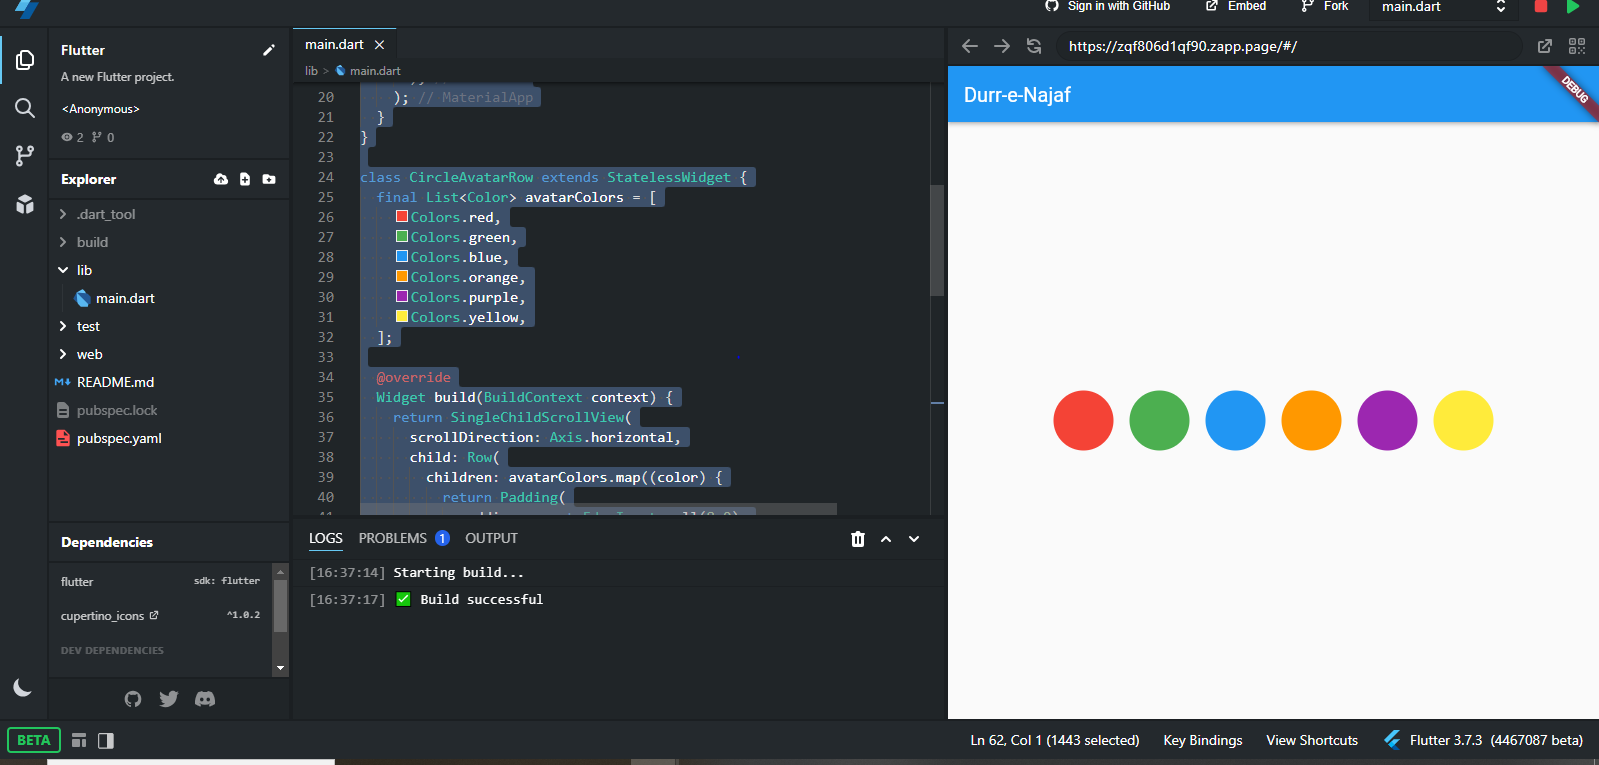 Sign in with GitHub
Embed
Fork
main.dart
Flutter
A new Flutter project.
<Anonymous>
2 0
Explorer
.dart_tool
build
lib
main.dart
test
web
README.md
pubspec.lock
pubspec.yaml
Dependencies
flutter sdk: flutter
cupertino_icons ^1.0.2
DEV DEPENDENCIES
BETA
main.dart
lib > main.dart
20 ); // MaterialApp
21 }
22 }
23
24 class CircleAvatarRow extends StatelessWidget {
25 final List<Color> avatarColors = [
26 Colors.red,
27 Colors.green,
28 Colors.blue,
29 Colors.orange,
30 Colors.purple,
31 Colors.yellow,
32 ];
33
34 @override
35 Widget build(BuildContext context) {
36 return SingleChildScrollView(
37 scrollDirection: Axis.horizontal,
38 child: Row(
39 children: avatarColors.map((color) {
40 return Padding(
LOGS PROBLEMS 1 OUTPUT
[16:37:14] Starting build...
[16:37:17] ✅ Build successful
https://zqf806d1qf90.zapp.page/#/
Durr-e-Najaf
DEBUG
Ln 62, Col 1 (1443 selected)
Key Bindings
View Shortcuts
Flutter 3.7.3 (4467087 beta)